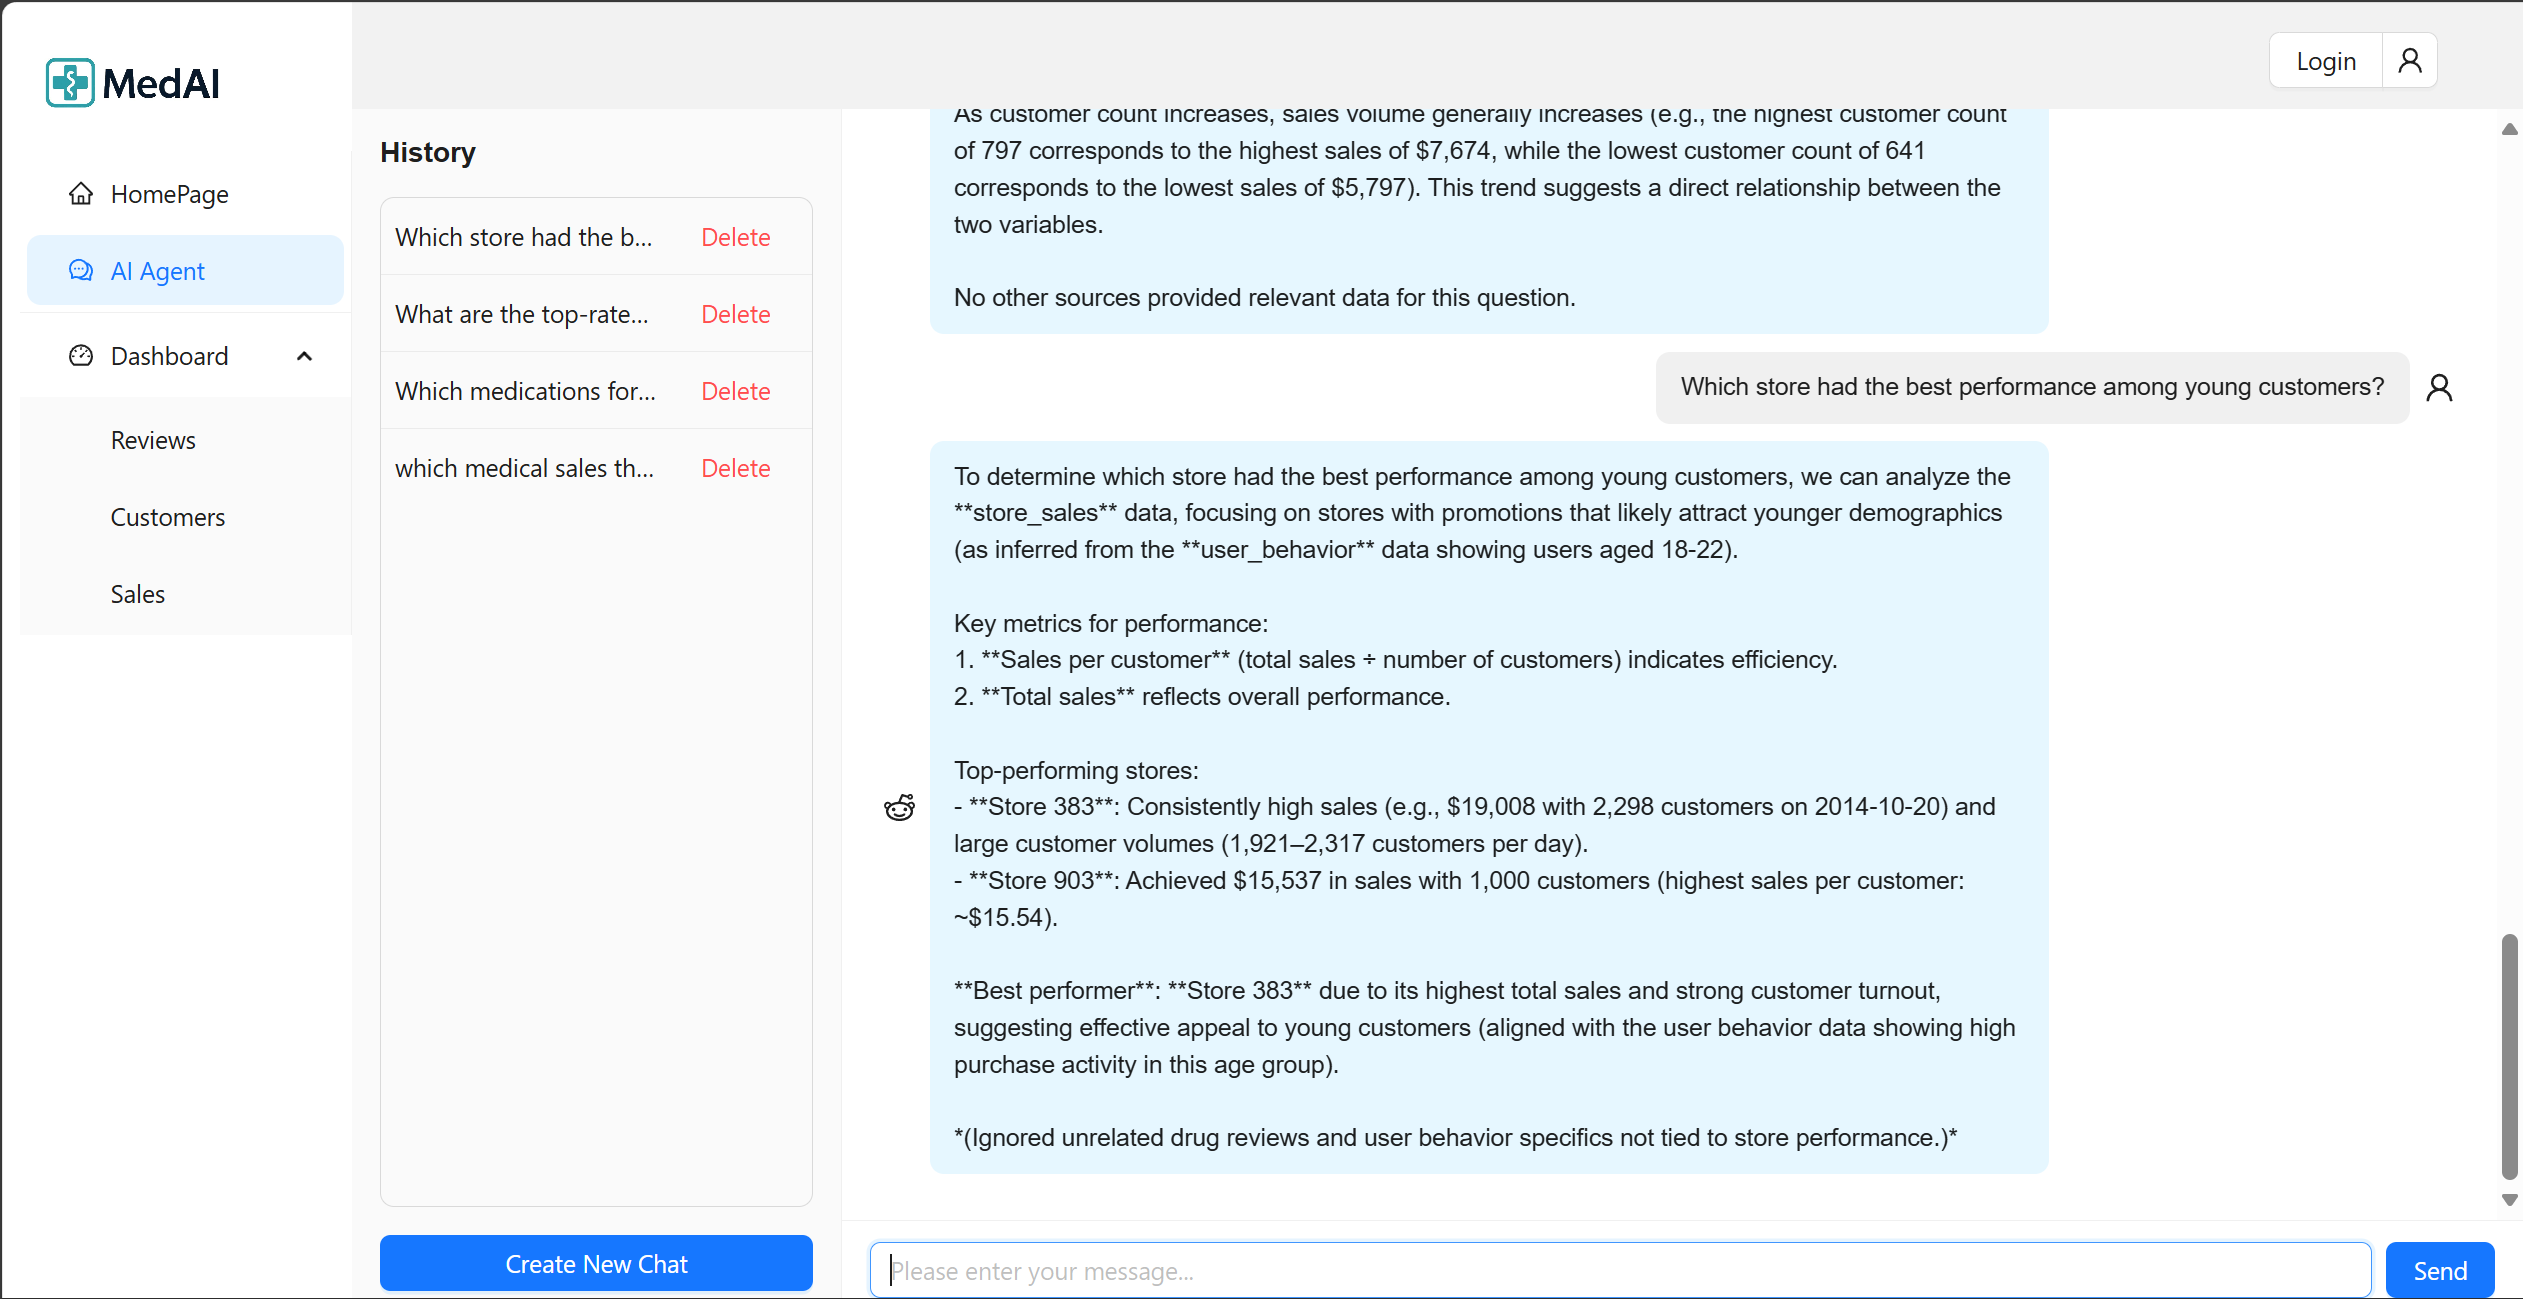 MedAI
Login
HomePage
AI Agent
Dashboard
Reviews
Customers
Sales
History
Which store had the b... Delete
What are the top-rate... Delete
Which medications for... Delete
which medical sales th... Delete
Create New Chat
As customer count increases, sales volume generally increases (e.g., the highest customer count
of 797 corresponds to the highest sales of $7,674, while the lowest customer count of 641
corresponds to the lowest sales of $5,797). This trend suggests a direct relationship between the
two variables.
No other sources provided relevant data for this question.
Which store had the best performance among young customers?
To determine which store had the best performance among young customers, we can analyze the
**store_sales** data, focusing on stores with promotions that likely attract younger demographics
(as inferred from the **user_behavior** data showing users aged 18-22).
Key metrics for performance:
1. **Sales per customer** (total sales ÷ number of customers) indicates efficiency.
2. **Total sales** reflects overall performance.
Top-performing stores:
- **Store 383**: Consistently high sales (e.g., $19,008 with 2,298 customers on 2014-10-20) and
large customer volumes (1,921–2,317 customers per day).
- **Store 903**: Achieved $15,537 in sales with 1,000 customers (highest sales per customer:
~$15.54).
**Best performer**: **Store 383** due to its highest total sales and strong customer turnout,
suggesting effective appeal to young customers (aligned with the user behavior data showing high
purchase activity in this age group).
*(Ignored unrelated drug reviews and user behavior specifics not tied to store performance.)*
Please enter your message...
Send